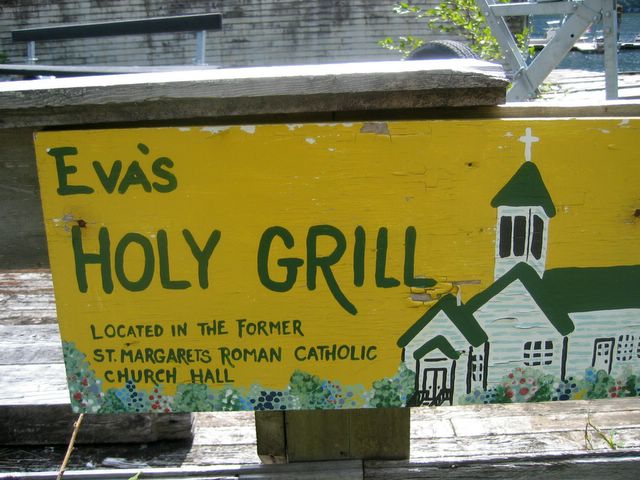 EVA'S
HOLY GRILL
LOCATED IN THE FORMER
ST. MARGARETS ROMAN CATHOLIC
CHURCH HALL